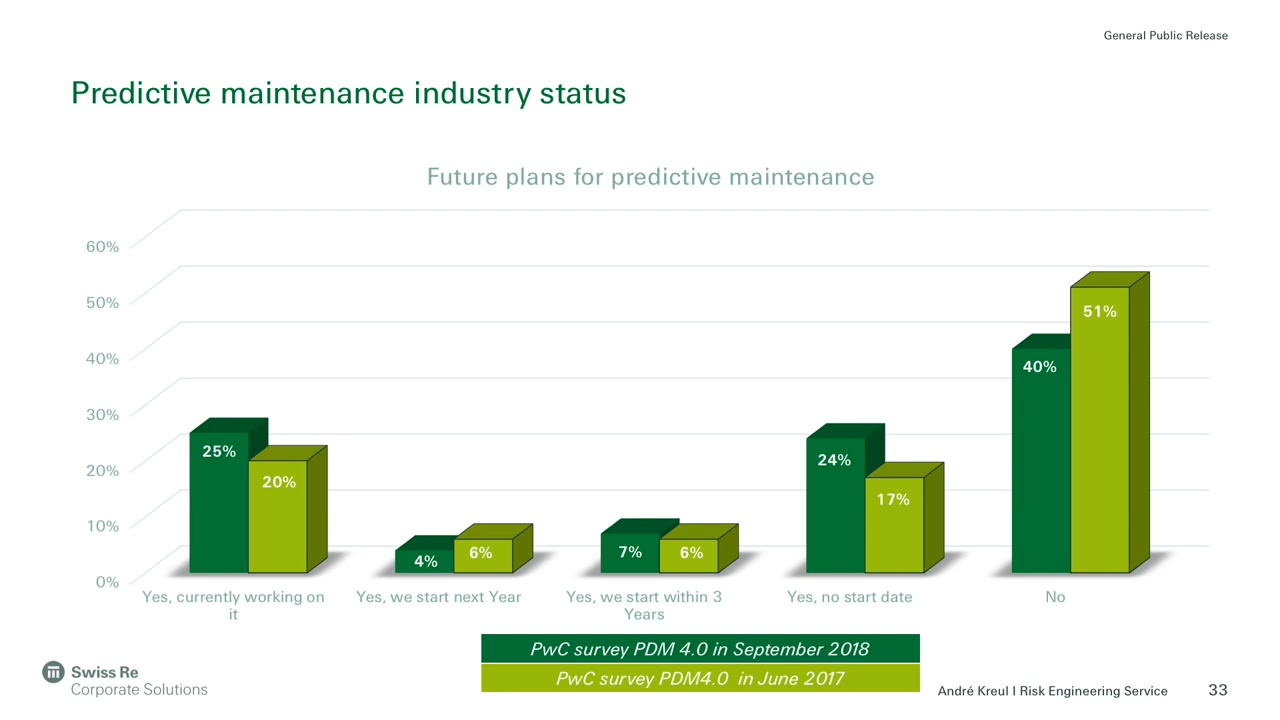 General Public Release
Predictive maintenance industry status
Future plans for predictive maintenance
60%
50%
40%
30%
20%
10%
0%
25%
20%
4%
6%
7%
6%
24%
17%
40%
51%
Yes, currently working on
it
Yes, we start next Year
Yes, we start within 3
Years
Yes, no start date
No
PwC survey PDM 4.0 in September 2018
PwC survey PDM4.0 in June 2017
Swiss Re
Corporate Solutions
André Kreul I Risk Engineering Service
33